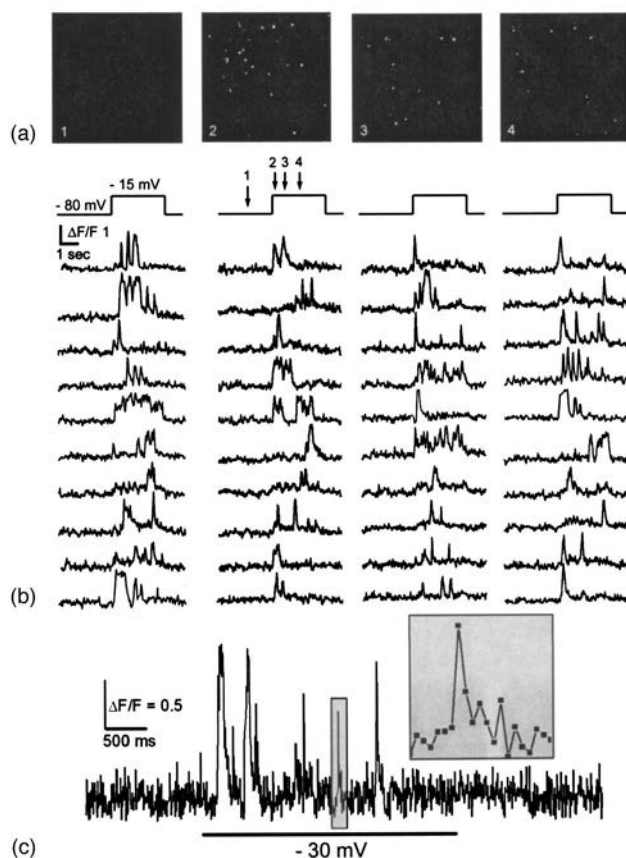 1 2 3 4
(a)
1 2 3 4
- 15 mV
- 80 mV
ΔF/F 1
1 sec
(b)
ΔF/F = 0.5
500 ms
(c)
- 30 mV